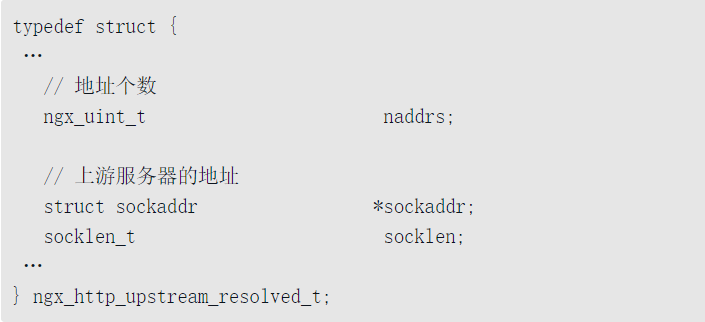 typedef struct {
…
// 地址个数
ngx_uint_t naddrs;
// 上游服务器的地址
struct sockaddr *sockaddr;
socklen_t socklen;
…
} ngx_http_upstream_resolved_t;